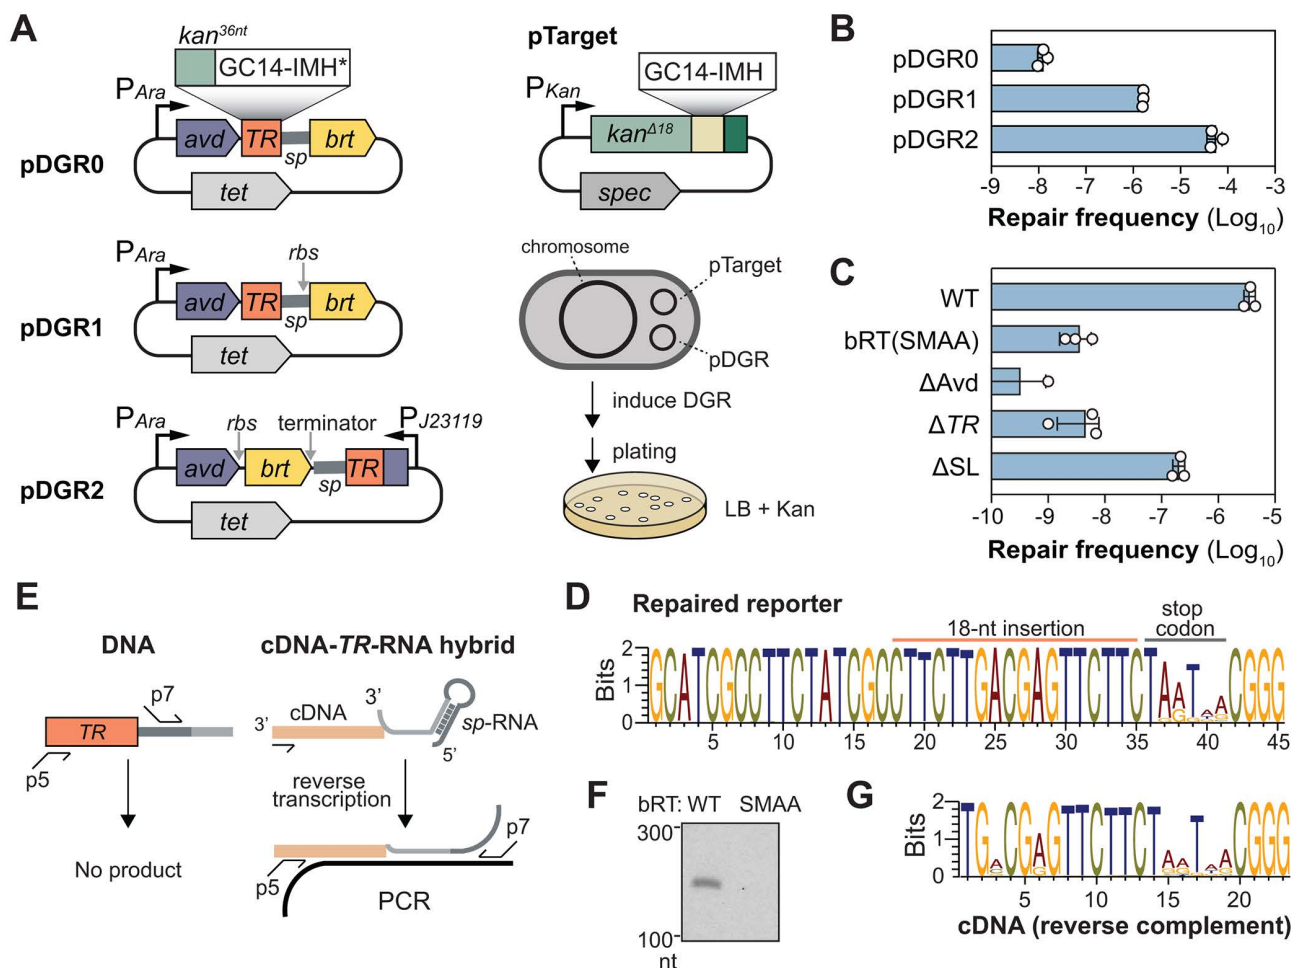 A
kan36nt
GC14-IMH*
PAra
avd
TR
brt
sp
pDGR0
tet
pTarget
GC14-IMH
PKan
kanΔ18
spec
PAra
rbs
avd
TR
brt
sp
pDGR1
tet
chromosome
pTarget
pDGR
induce DGR
plating
LB + Kan
PAra
rbs
terminator
PJ23119
avd
brt
TR
sp
pDGR2
tet
B
pDGR0
pDGR1
pDGR2
-9 -8 -7 -6 -5 -4 -3
Repair frequency (Log10)
C
WT
bRT(SMAA)
ΔAvd
ΔTR
ΔSL
-10 -9 -8 -7 -6 -5
Repair frequency (Log10)
E
DNA
cDNA-TR-RNA hybrid
p7
TR
p5
No product
3’
3’
cDNA
sp-RNA
5’
reverse
transcription
p7
p5
PCR
D
Repaired reporter
18-nt insertion
stop
codon
Bits
2
1
0
GCATCGCCTTCTATCGCCTTCTTGACGAGTTCTTCTAATAACGGG
5 10 15 20 25 30 35 40 45
F
bRT: WT SMAA
300
100
nt
G
Bits
2
1
0
TGACGAGTTCTTCTAATAACGGG
5 10 15 20
cDNA (reverse complement)